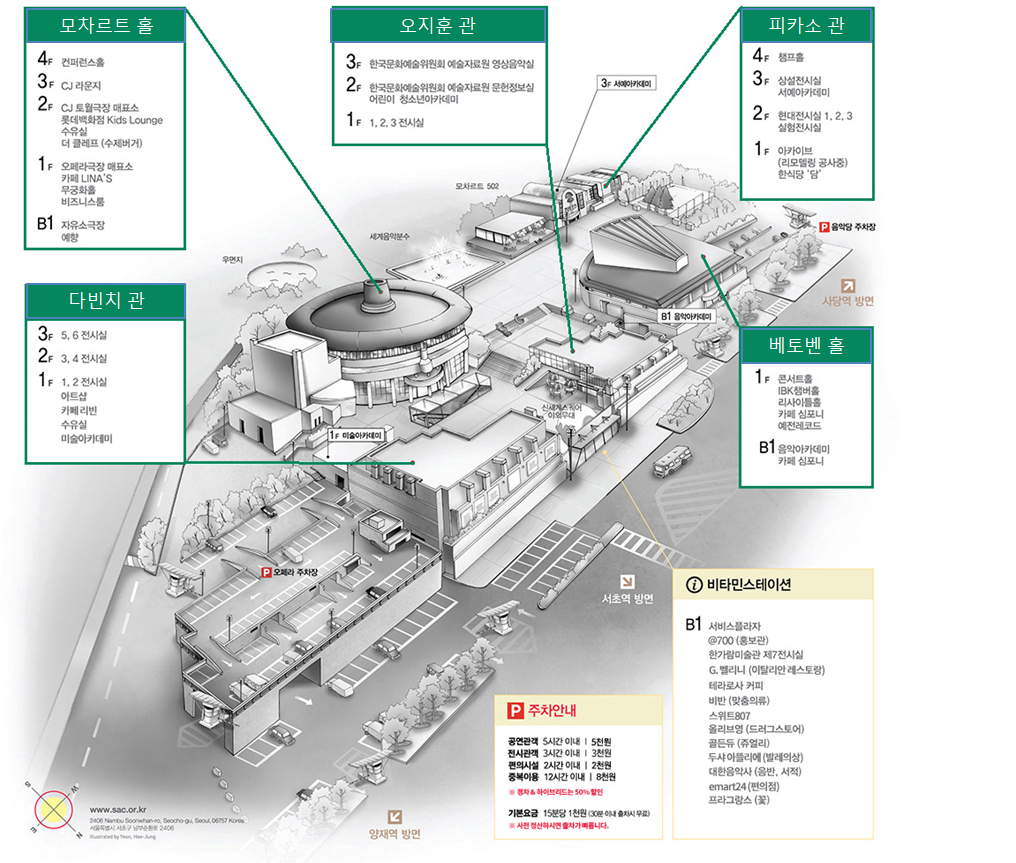 모차르트 홀
4F 컨퍼런스홀
3F CJ 라운지
2F CJ 토월극장 매표소
롯데백화점 Kids Lounge
수유실
더 클레프 (수제버거)
1F 오페라극장 매표소
카페 LINA'S
무궁화홀
비즈니스룸
B1 자유소극장
예향
오지훈 관
3F 한국문화예술위원회 예술자료원 영상음악실
2F 한국문화예술위원회 예술자료원 문헌정보실
어린이 청소년아카데미
1F 1, 2, 3 전시실
피카소 관
4F 챔프홀
3F 상설전시실
서예아카데미
2F 현대전시실 1, 2, 3
실험전시실
1F 아카이브
(리모델링 공사중)
한식당 '담'
3F 서예아카데미
모차르트 502
세계음악분수
우면지
P 음악당 주차장
사당역 방면
B1 음악아카데미
다빈치 관
3F 5, 6 전시실
2F 3, 4 전시실
1F 1, 2 전시실
아트샵
카페 리빈
수유실
미술아카데미
베토벤 홀
1F 콘서트홀
IBK챔버홀
리사이틀홀
카페 심포니
예전레코드
B1 음악아카데미
카페 심포니
신세계스퀘어
야외무대
1F 미술아카데미
P 오페라 주차장
서초역 방면
비타민스테이션
B1 서비스플라자
@700 (홍보관)
한가람미술관 제7전시실
G. 벨리니 (이탈리안 레스토랑)
테라로사 커피
비반 (맞춤의류)
스위트807
올리브영 (드러그스토어)
골든듀 (쥬얼리)
두샤 아뜰리에 (발레의상)
대한음악사 (음반, 서적)
emart24 (편의점)
프라그랑스 (꽃)
P 주차안내
공연관객 5시간 이내 | 5천원
전시관객 3시간 이내 | 3천원
편의시설 2시간 이내 | 2천원
중복이용 12시간 이내 | 8천원
※ 경차 & 하이브리드는 50% 할인
기본요금 15분당 1천원 (30분 이내 출차시 무료)
※ 사전 정산하시면 출차가 빠릅니다.
양재역 방면
S W E N
www.sac.or.kr
2406 Nambu Soonwhan-ro, Seocho-gu, Seoul, 06757 Korea
서울특별시 서초구 남부순환로 2406
Illustrated by Yeon, Hee-Jung